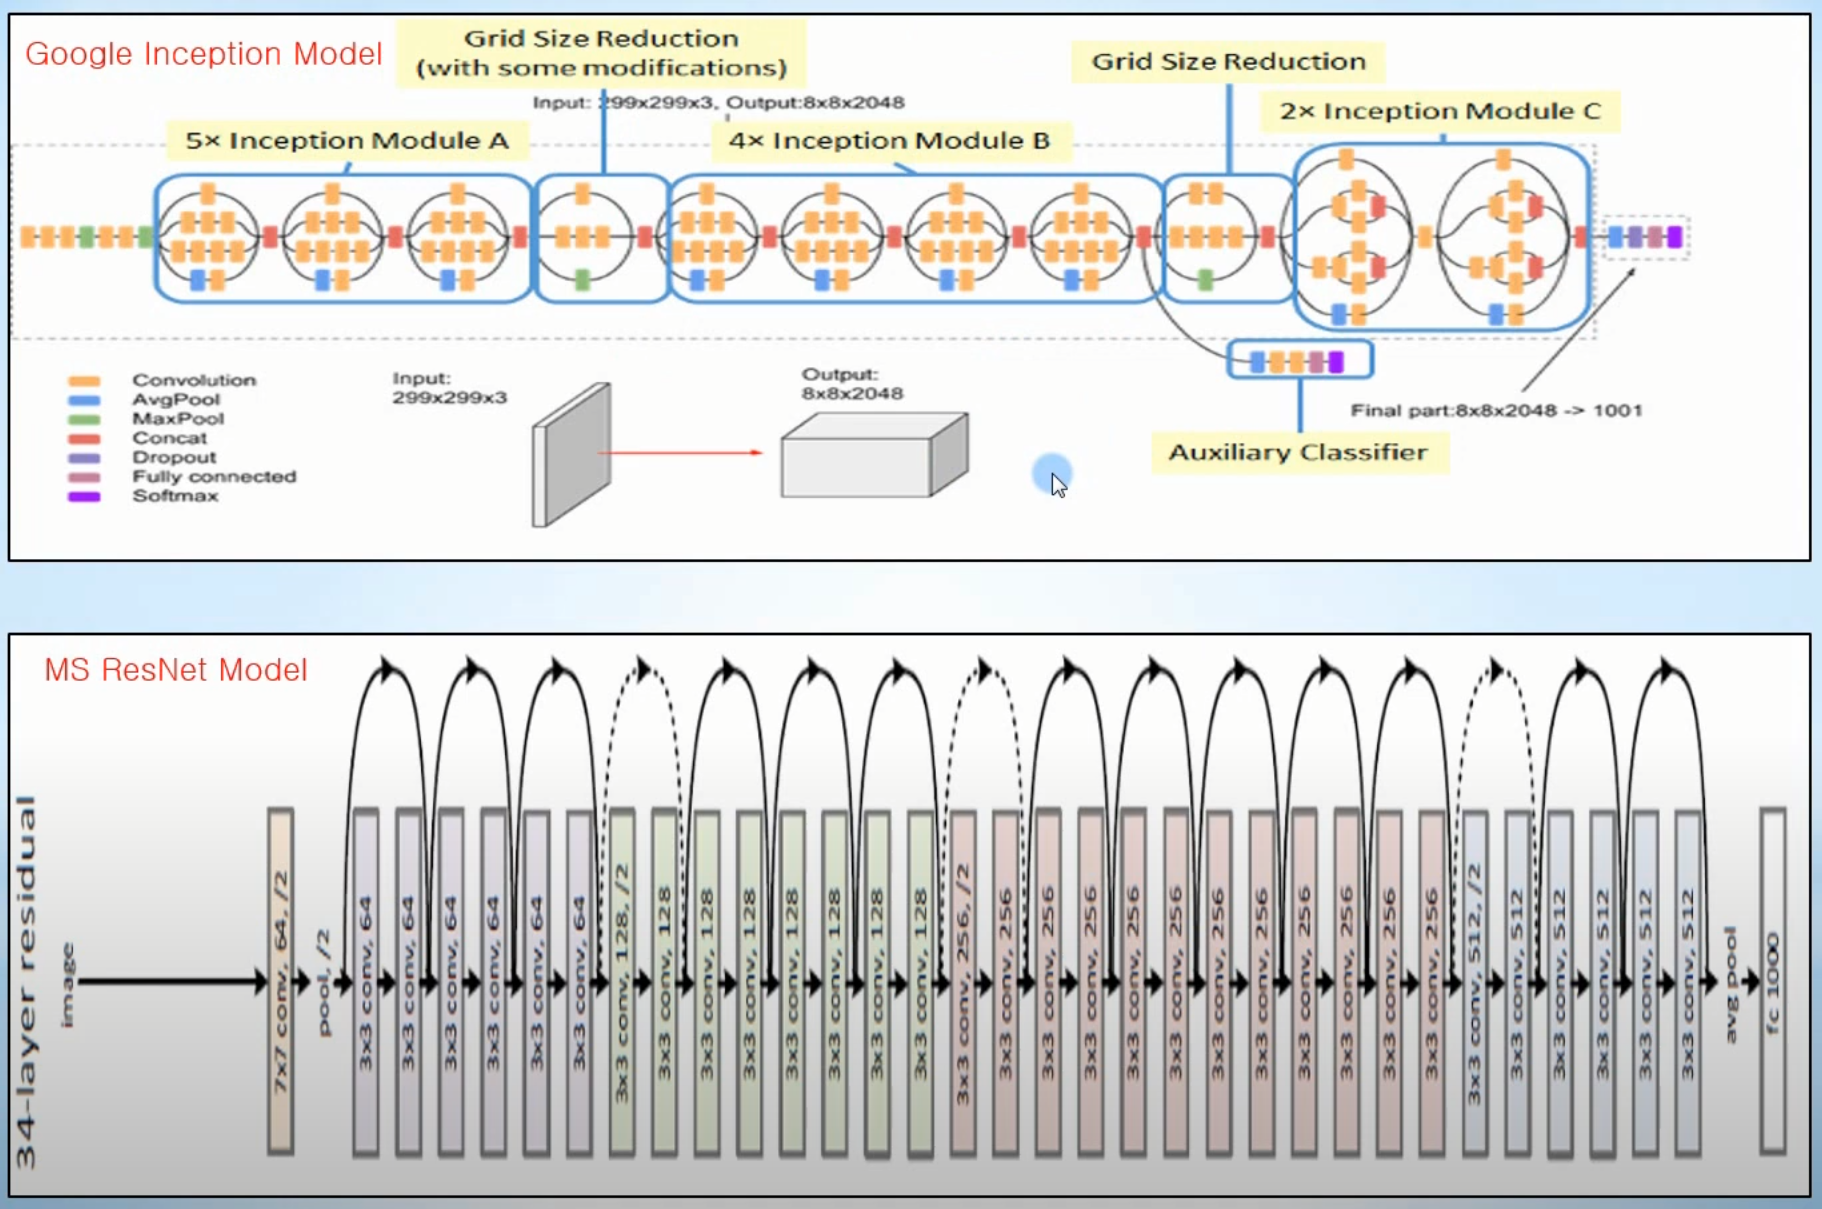 Google Inception Model
Grid Size Reduction
(with some modifications)
Grid Size Reduction
Input: 299x299x3, Output:8x8x2048
2× Inception Module C
5× Inception Module A
4× Inception Module B
Convolution
AvgPool
MaxPool
Concat
Dropout
Fully connected
Softmax
Input:
299x299x3
Output:
8x8x2048
Final part:8x8x2048 -> 1001
Auxiliary Classifier
MS ResNet Model
34-layer residual
image
7x7 conv, 64, /2
pool, /2
3x3 conv, 64
3x3 conv, 64
3x3 conv, 64
3x3 conv, 64
3x3 conv, 64
3x3 conv, 64
3x3 conv, 128, /2
3x3 conv, 128
3x3 conv, 128
3x3 conv, 128
3x3 conv, 128
3x3 conv, 128
3x3 conv, 128
3x3 conv, 128
3x3 conv, 256, /2
3x3 conv, 256
3x3 conv, 256
3x3 conv, 256
3x3 conv, 256
3x3 conv, 256
3x3 conv, 256
3x3 conv, 256
3x3 conv, 256
3x3 conv, 256
3x3 conv, 256
3x3 conv, 256
3x3 conv, 512, /2
3x3 conv, 512
3x3 conv, 512
3x3 conv, 512
3x3 conv, 512
3x3 conv, 512
avg pool
fc 1000